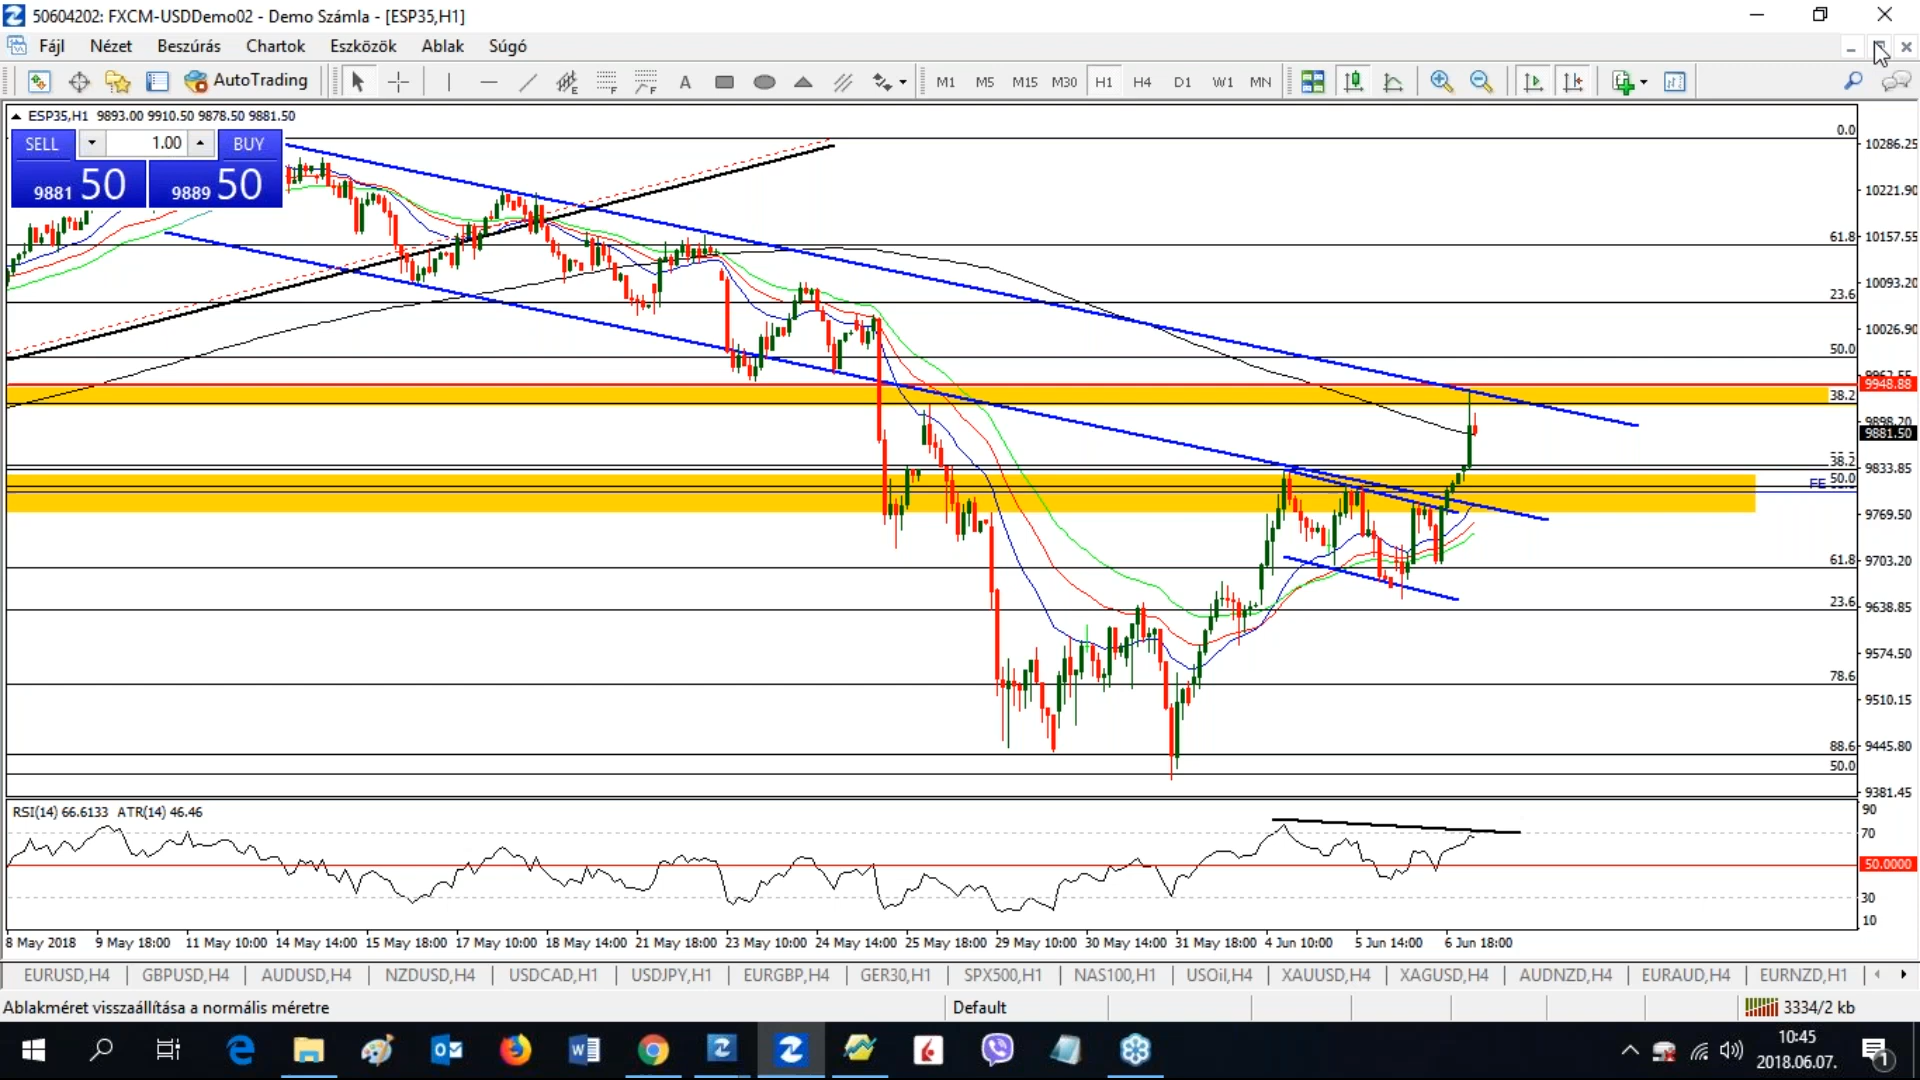 50604202: FXCM-USDDemo02 - Demo Számla - [ESP35,H1]
Fájl Nézet Beszúrás Chartok Eszközök Ablak Súgó
AutoTrading A M1 M5 M15 M30 H1 H4 D1 W1 MN
ESP35,H1 9893.00 9910.50 9878.50 9881.50
SELL 1.00 BUY
9881 50 9889 50
0.0
10286.25
10221.90
61.8 10157.55
10093.20
23.6
10026.90
50.0
9948.88
38.2
9898.20
9881.50
38.2
9833.85
50.0
FE
9769.50
61.8 9703.20
23.6 9638.85
9574.50
78.6
9510.15
88.6 9445.80
50.0
9381.45
RSI(14) 66.6133 ATR(14) 46.46
90
70
50.0000
30
10
8 May 2018 9 May 18:00 11 May 10:00 14 May 14:00 15 May 18:00 17 May 10:00 18 May 14:00 21 May 18:00 23 May 10:00 24 May 14:00 25 May 18:00 29 May 10:00 30 May 14:00 31 May 18:00 4 Jun 10:00 5 Jun 14:00 6 Jun 18:00
EURUSD,H4 GBPUSD,H4 AUDUSD,H4 NZDUSD,H4 USDCAD,H1 USDJPY,H1 EURGBP,H4 GER30,H1 SPX500,H1 NAS100,H1 USOil,H4 XAUUSD,H4 XAGUSD,H4 AUDNZD,H4 EURAUD,H4 EURNZD,H1
Ablakméret visszaállítása a normális méretre Default 3334/2 kb
10:45
2018.06.07.
1